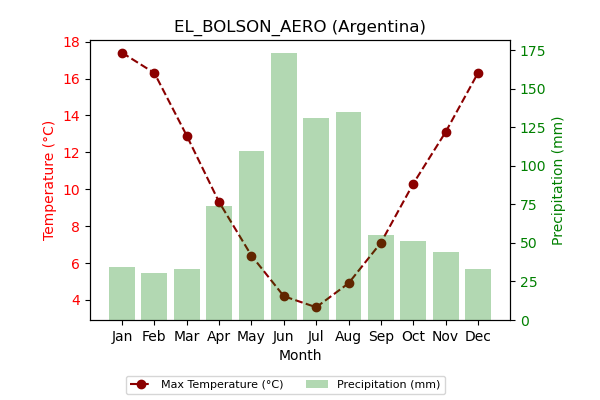 EL_BOLSON_AERO (Argentina)
Temperature (°C)
18
16
14
12
10
8
6
4
Precipitation (mm)
175
150
125
100
75
50
25
0
Jan Feb Mar Apr May Jun Jul Aug Sep Oct Nov Dec
Month
Max Temperature (°C) Precipitation (mm)